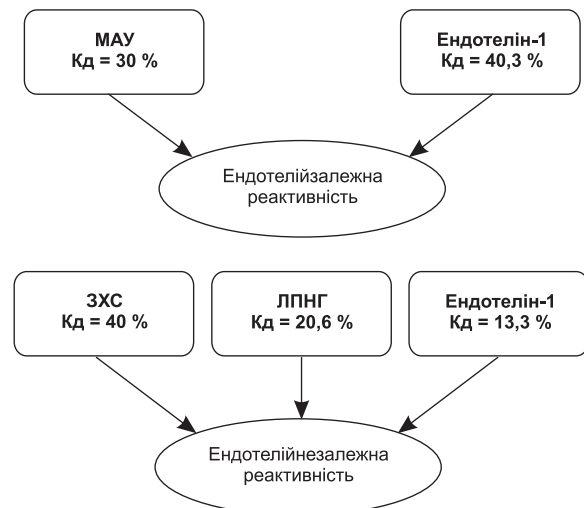 МАУ
Кд = 30 %
Ендотелін-1
Кд = 40,3 %
Ендотелійзалежна
реактивність
ЗХС
Кд = 40 %
ЛПНГ
Кд = 20,6 %
Ендотелін-1
Кд = 13,3 %
Ендотелійнезалежна
реактивність